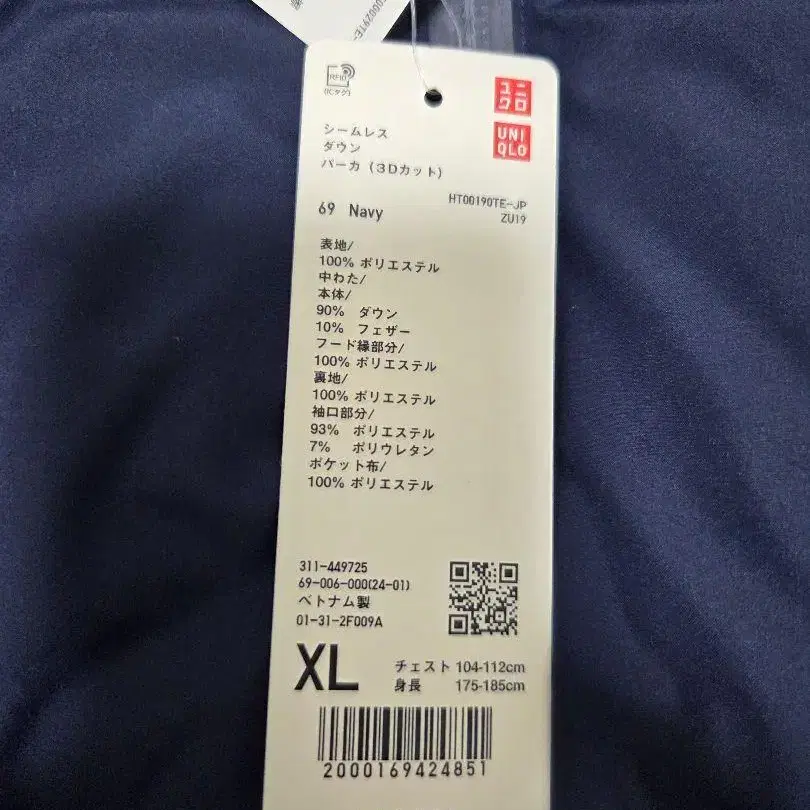 000029TE-
RFID
(ICタグ)
ユニ
クロ
UNI
QLO
シームレス
ダウン
パーカ (3Dカット)
69 Navy
HT00190TE-JP
ZU19
表地/
100% ポリエステル
中わた/
本体/
90% ダウン
10% フェザー
フード縁部分/
100% ポリエステル
裏地/
100% ポリエステル
袖口部分/
93% ポリエステル
7% ポリウレタン
ポケット布/
100% ポリエステル
311-449725
69-006-000(24-01)
ベトナム製
01-31-2F009A
XL
チェスト 104-112cm
身長 175-185cm
2000169424851